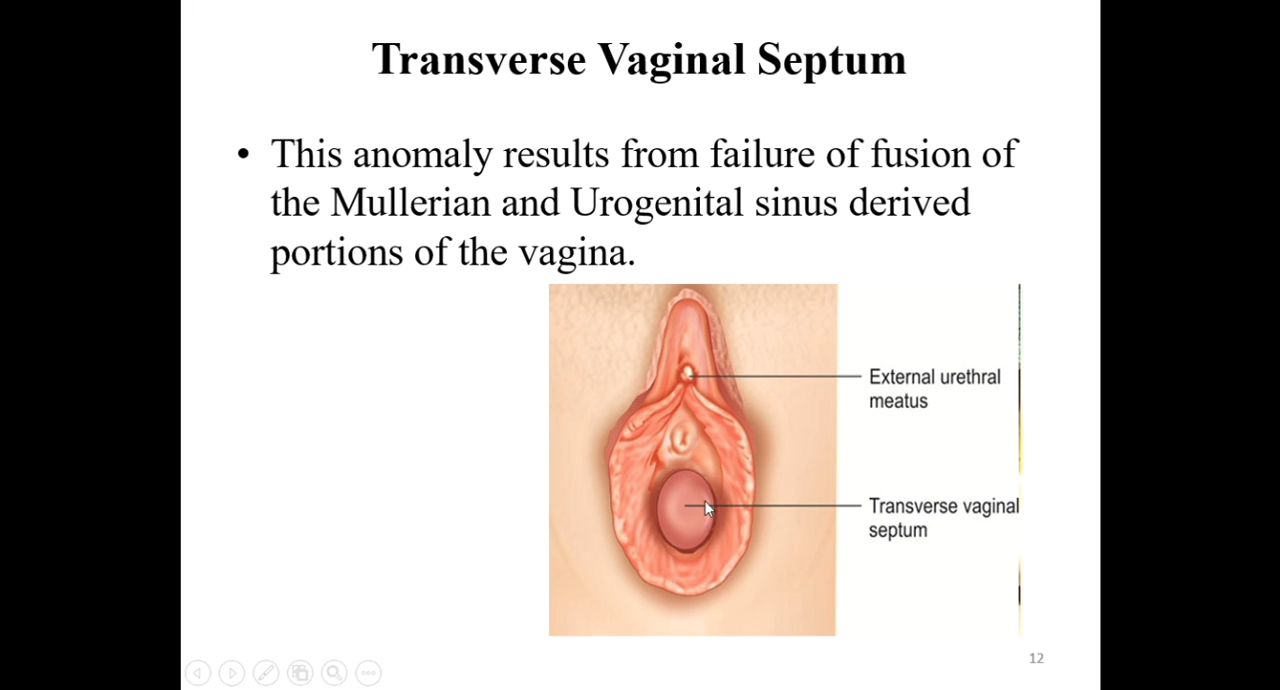 Transverse Vaginal Septum
• This anomaly results from failure of fusion of
the Mullerian and Urogenital sinus derived
portions of the vagina.
External urethral
meatus
Transverse vaginal
septum
12